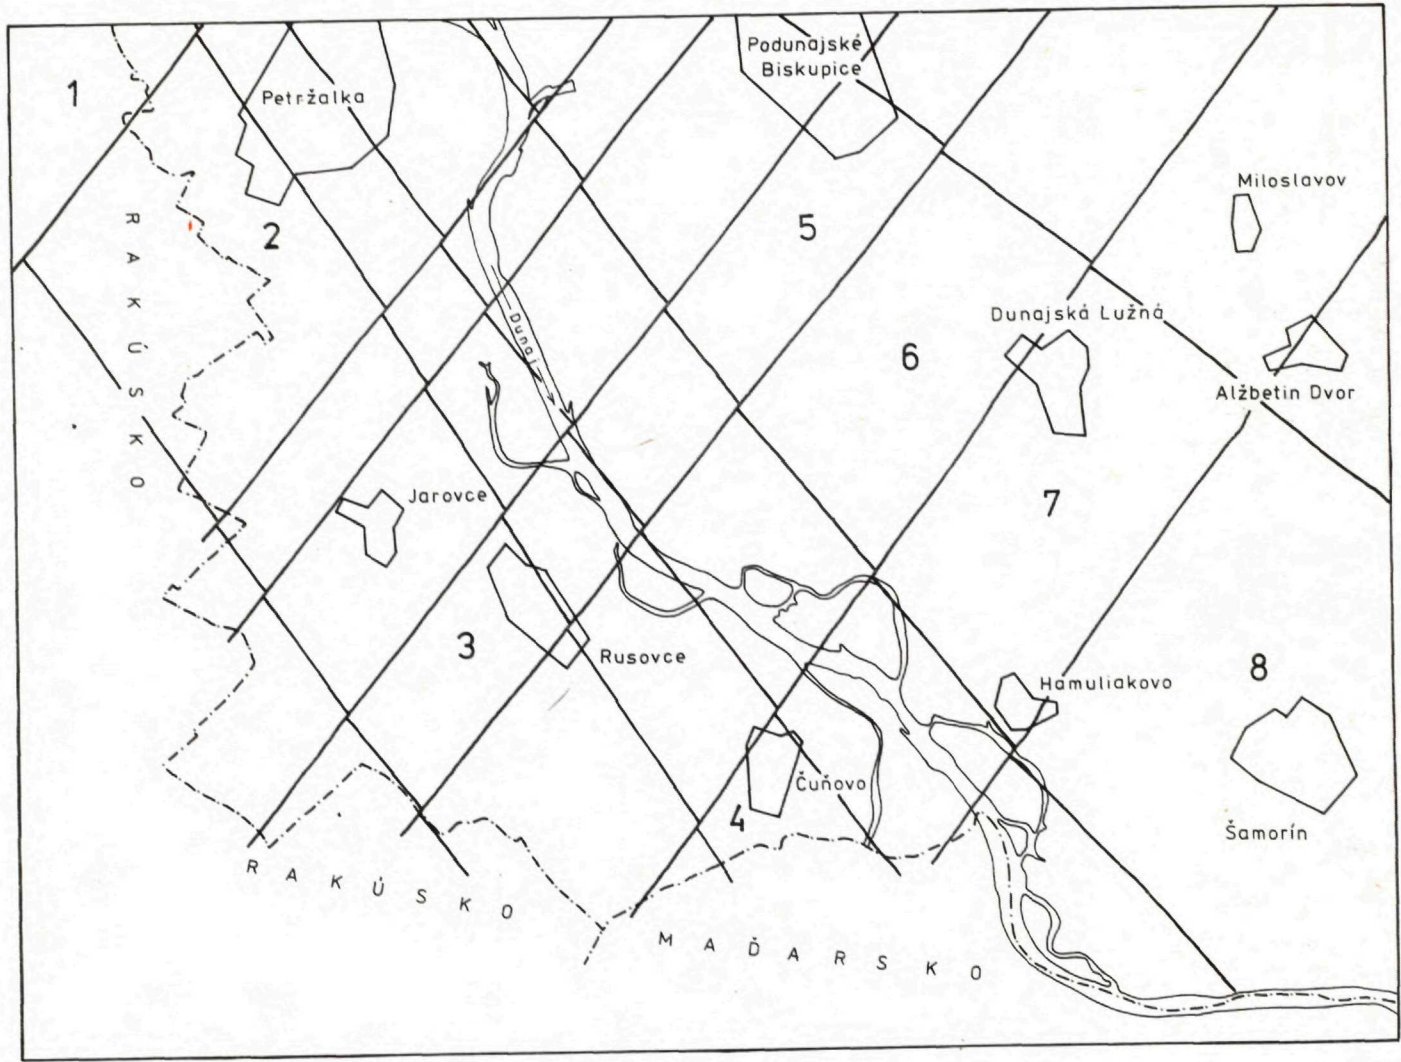 Podunajské
Biskupice
1
Petržalka
Miloslavov
RAKÚSKO
2
5
Dunajská Lužná
Dunaj
6
Alžbetin Dvor
Jarovce
7
3
Rusovce
8
Hamuliakovo
Čuňovo
4
Šamorín
RAKÚSKO
MAĎARSKO